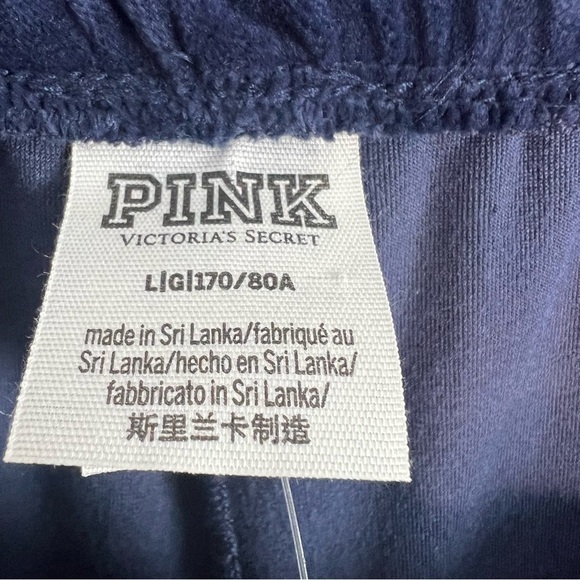 PINK
VICTORIA'S SECRET
L|G|170/80A
made in Sri Lanka/fabriqué au
Sri Lanka/hecho en Sri Lanka/
fabbricato in Sri Lanka/
斯里兰卡制造